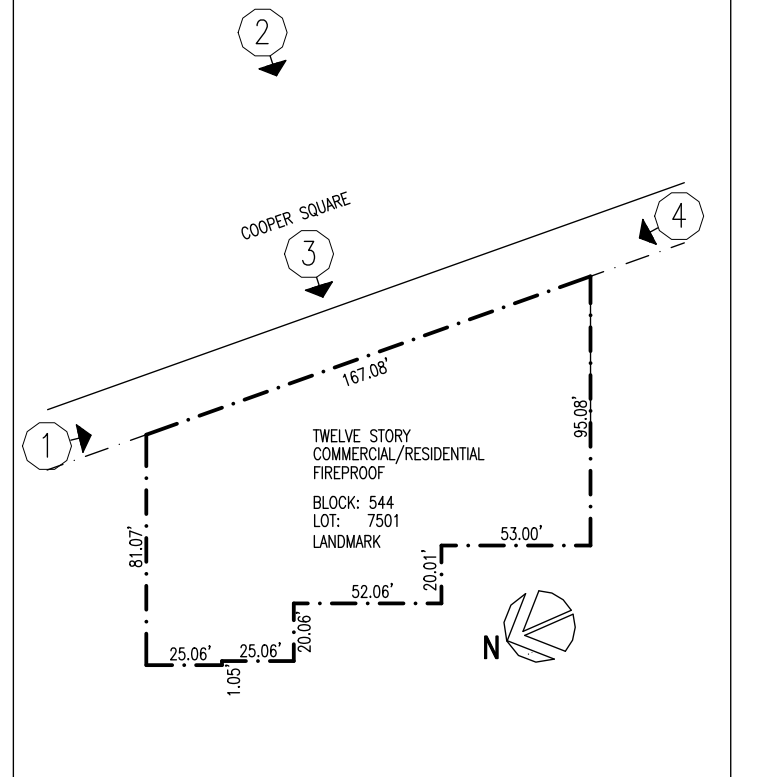 2
COOPER SQUARE
4
3
167.08'
1
95.08'
TWELVE STORY
COMMERCIAL/RESIDENTIAL
FIREPROOF
BLOCK: 544
LOT: 7501
LANDMARK
81.07'
53.00'
20.01'
52.06'
20.06'
25.06'
25.06'
1.05'
N